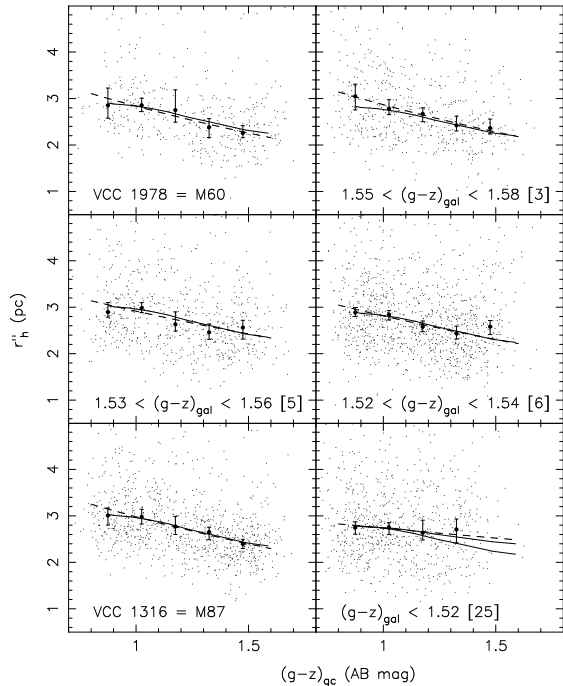 4
3
2
1
VCC 1978 = M60
1.55 < (g−z)gal < 1.58 [3]
r"h (pc)
4
3
2
1
1.53 < (g−z)gal < 1.56 [5]
1.52 < (g−z)gal < 1.54 [6]
4
3
2
1
VCC 1316 = M87
(g−z)gal < 1.52 [25]
1
1.5
1
1.5
(g−z)gc (AB mag)